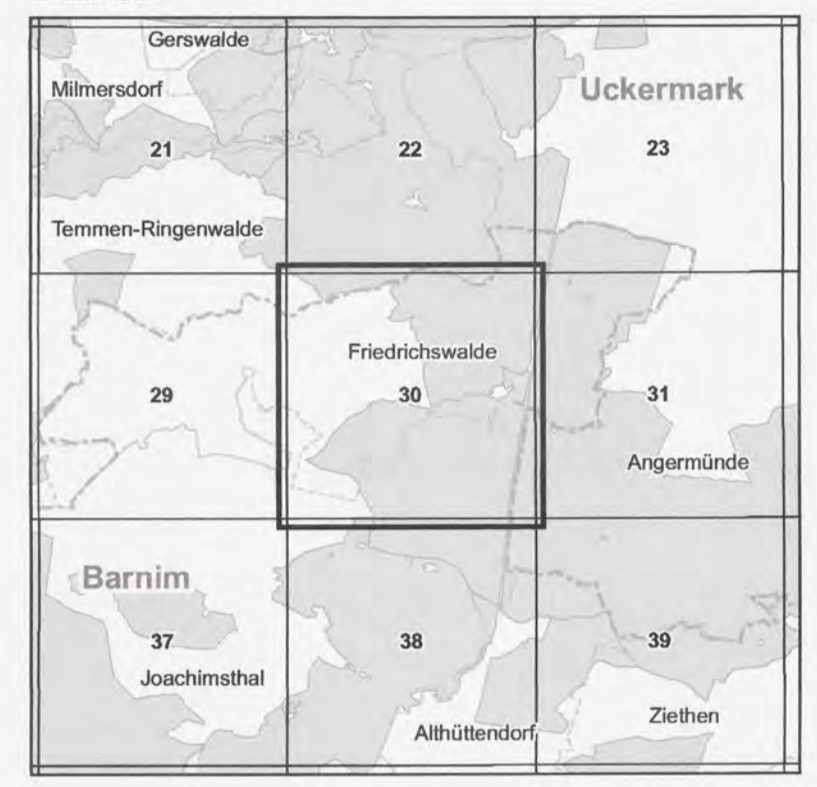 Gerswalde
Uckermark
Milmersdorf
21 22 23
Temmen-Ringenwalde
Friedrichswalde
29 30 31
Angermünde
Barnim
37 38 39
Joachimsthal
Ziethen
Althüttendorf